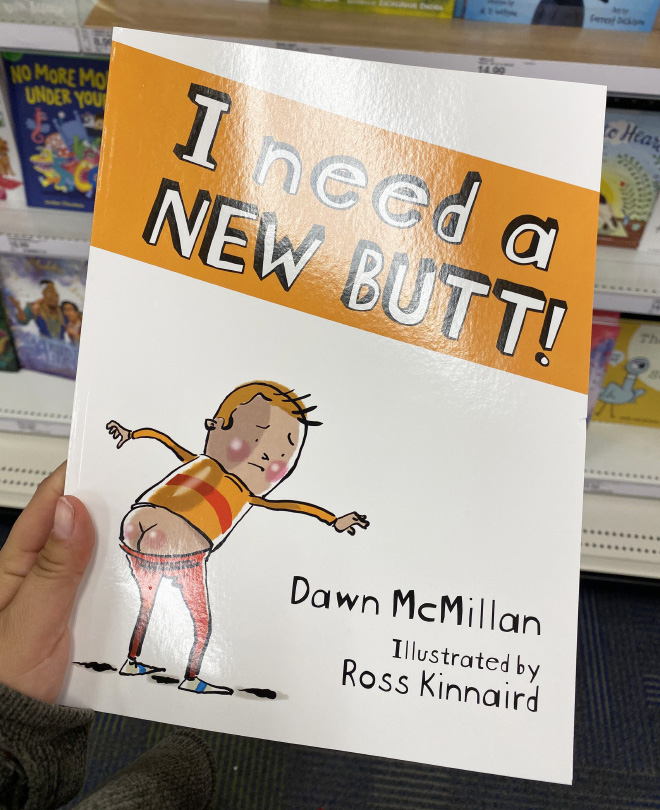 I need a
NEW BUTT!
Dawn McMillan
Illustrated by
Ross Kinnaird
NO MORE MO
UNDER YOU
14.99